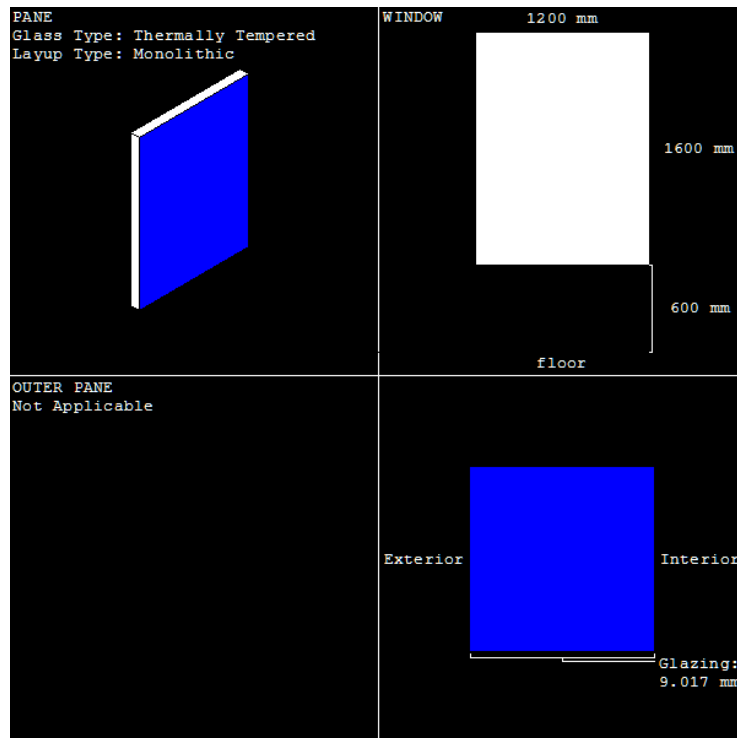 PANE
Glass Type: Thermally Tempered
Layup Type: Monolithic
WINDOW
1200 mm
1600 mm
600 mm
floor
OUTER PANE
Not Applicable
Exterior
Interior
Glazing:
9.017 mm